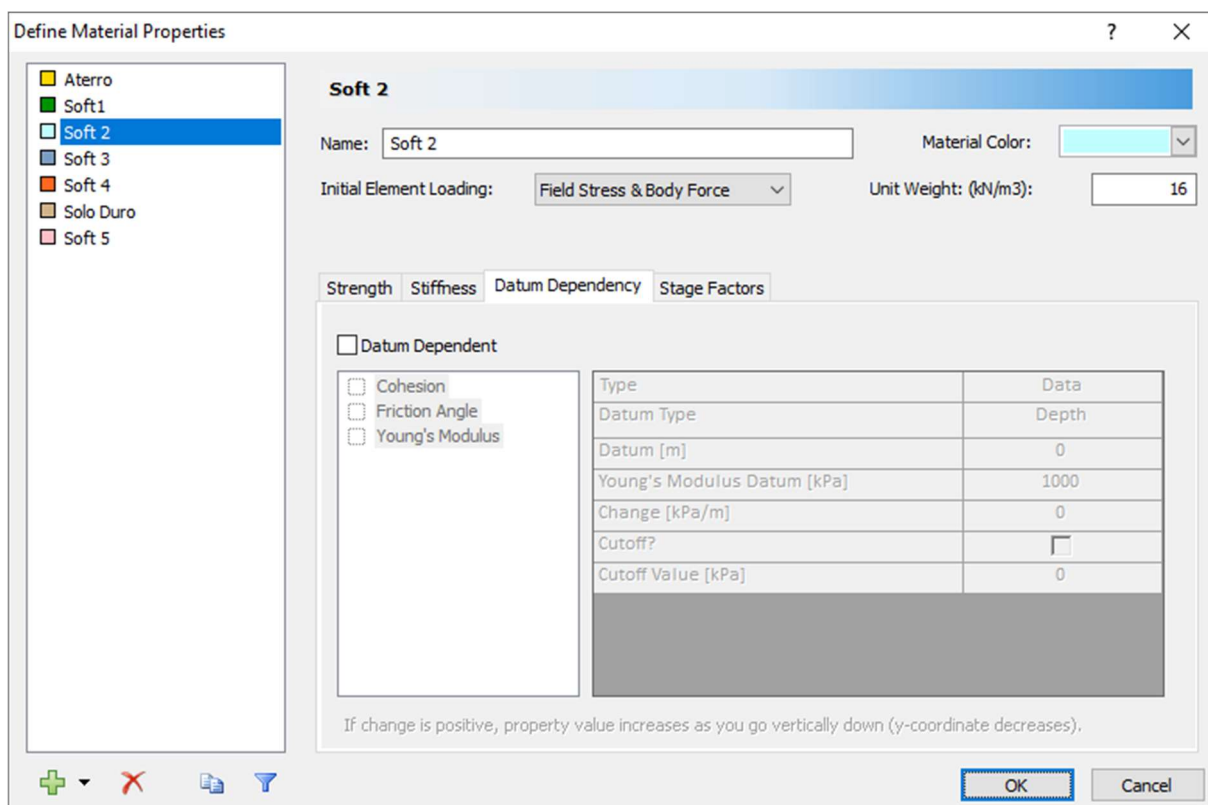 Define Material Properties
?
Aterro
Soft1
Soft 2
Soft 3
Soft 4
Solo Duro
Soft 5
Soft 2
Name: Soft 2 Material Color:
Initial Element Loading: Field Stress & Body Force Unit Weight: (kN/m3): 16
Strength Stiffness Datum Dependency Stage Factors
Datum Dependent
Cohesion
Friction Angle
Young's Modulus
Type Data
Datum Type Depth
Datum [m] 0
Young's Modulus Datum [kPa] 1000
Change [kPa/m] 0
Cutoff?
Cutoff Value [kPa] 0
If change is positive, property value increases as you go vertically down (y-coordinate decreases).
OK Cancel